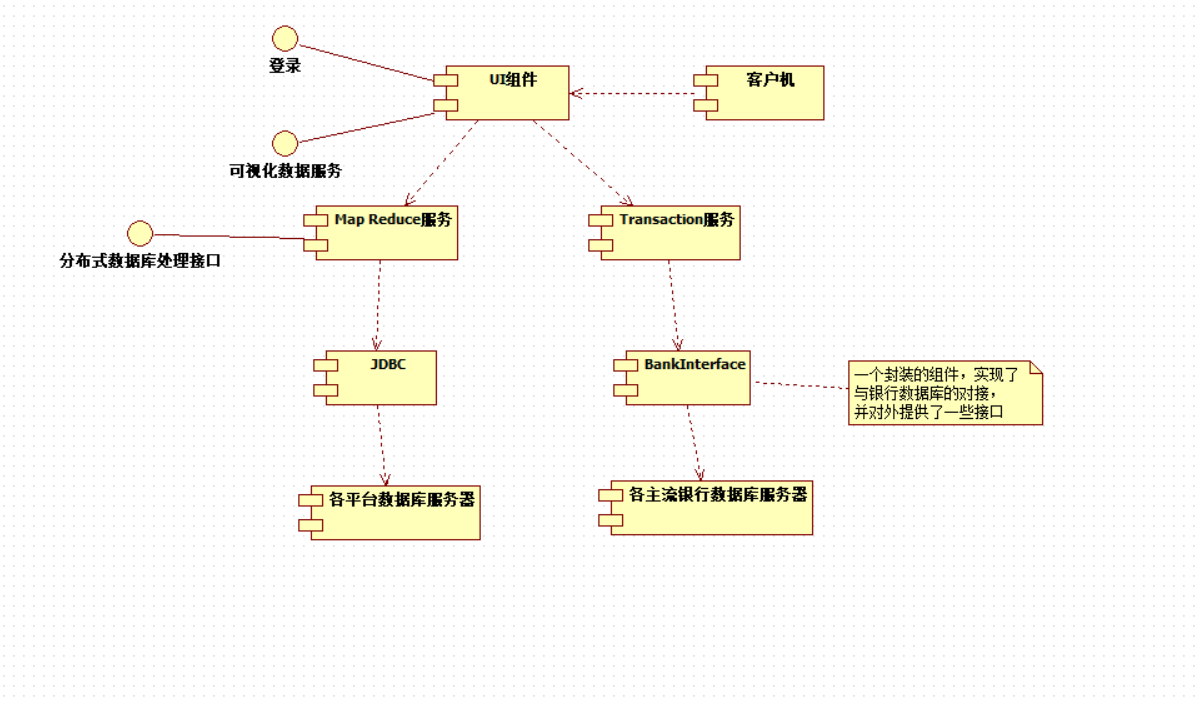 登录
UI组件
客户机
可视化数据服务
Map Reduce服务
Transaction服务
分布式数据库处理接口
JDBC
BankInterface
一个封装的组件，实现了
与银行数据库的对接，
并对外提供了一些接口
各平台数据库服务器
各主流银行数据库服务器